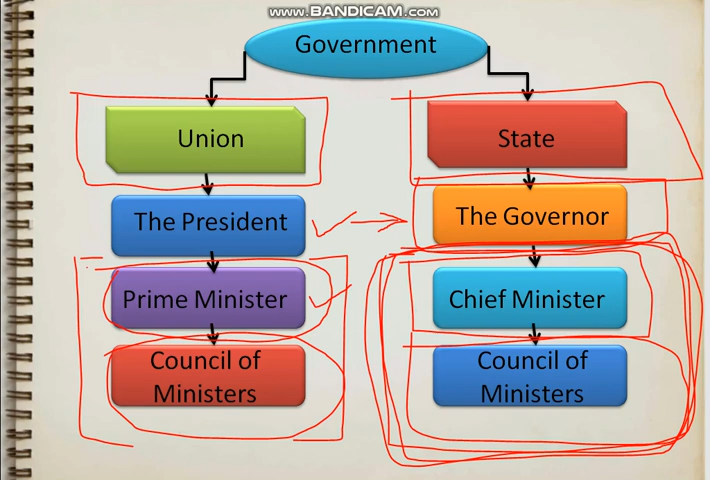 www.BANDICAM.com
Government
Union
State
The President
The Governor
Prime Minister
Chief Minister
Council of
Ministers
Council of
Ministers